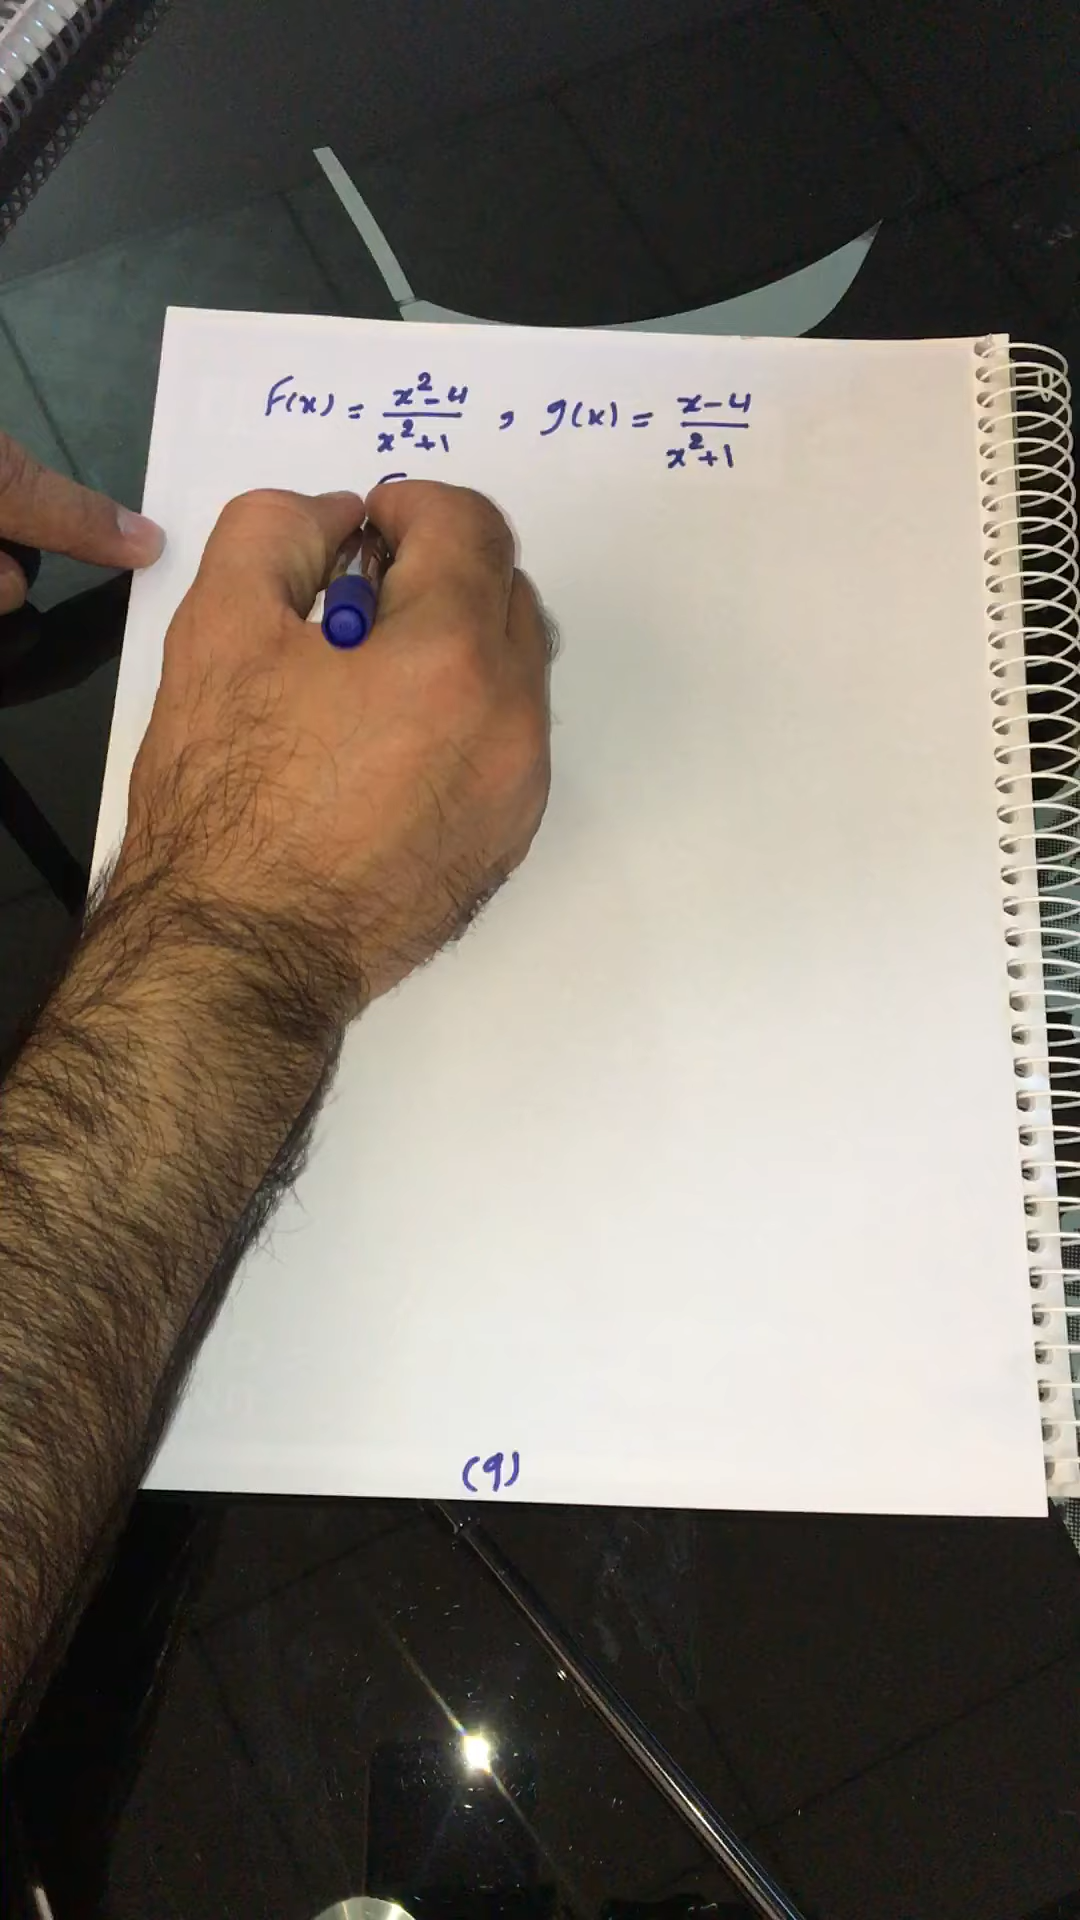 F(x) = x²-4 / x²+1 , g(x) = x-4 / x²+1
(9)